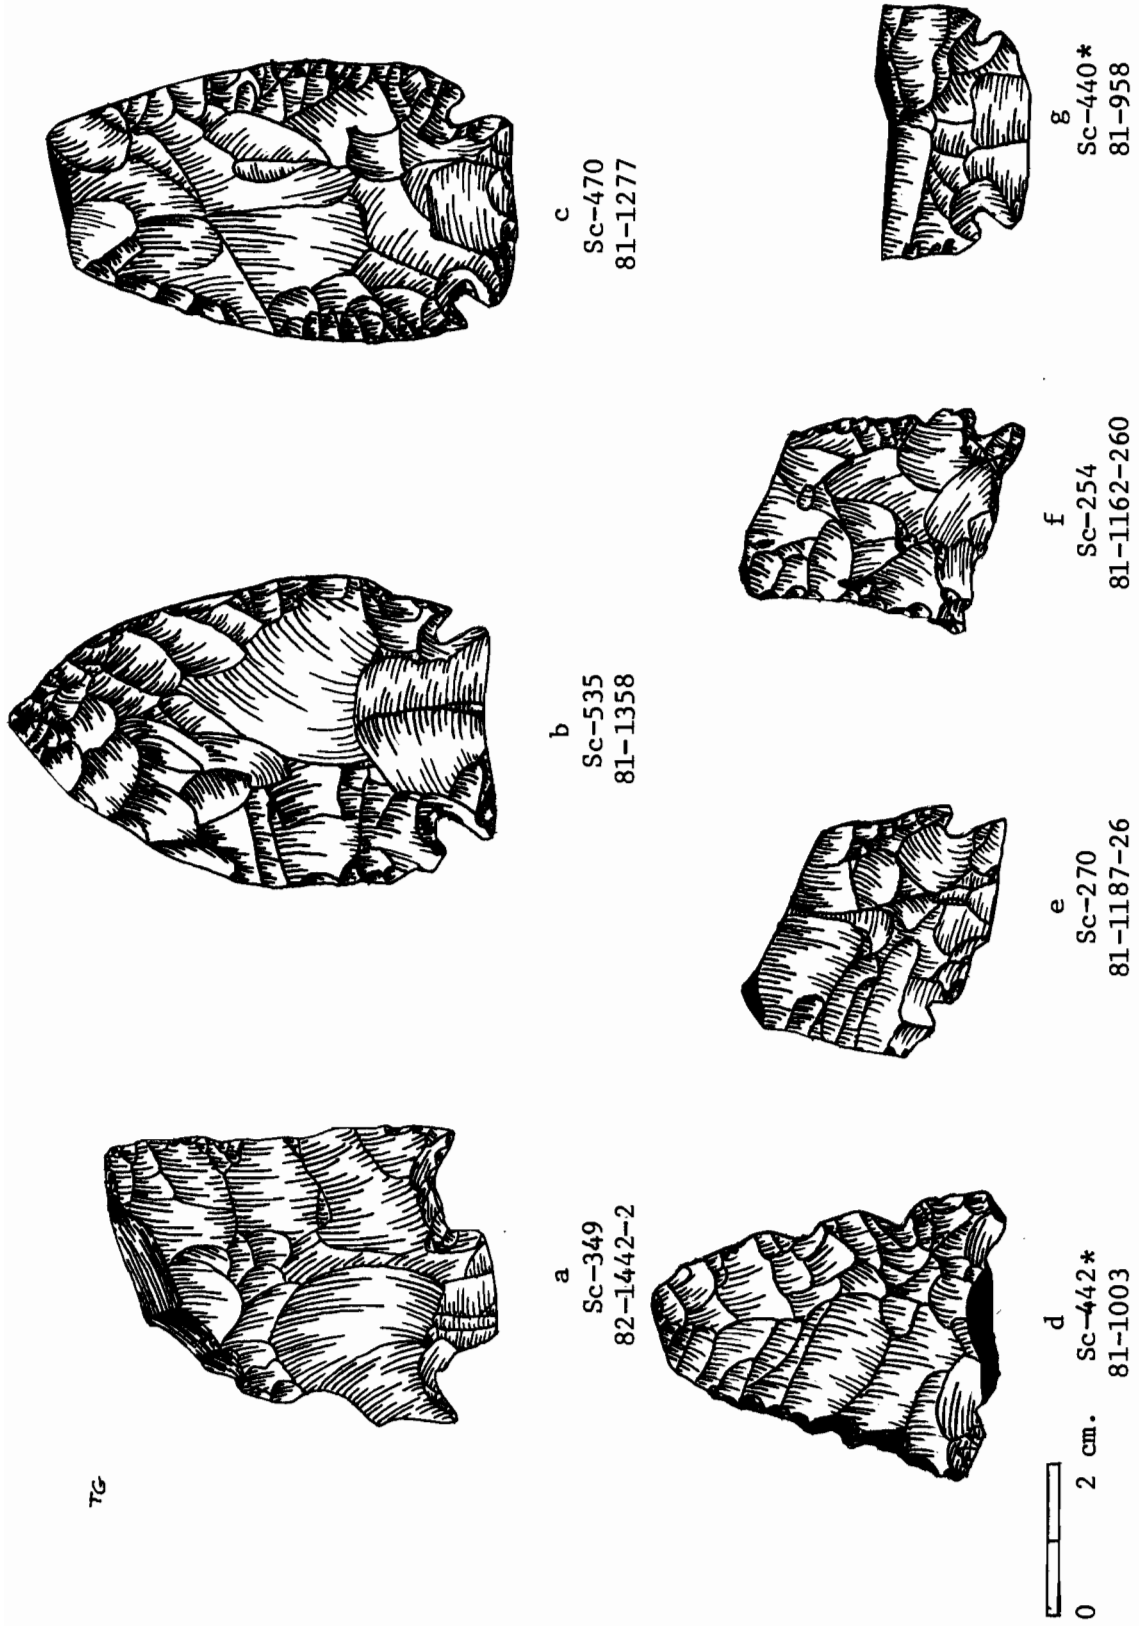 TG
a
Sc-349
82-1442-2
b
Sc-535
81-1358
c
Sc-470
81-1277
d
Sc-442*
81-1003
e
Sc-270
81-1187-26
f
Sc-254
81-1162-260
g
Sc-440*
81-958
0 2 cm.